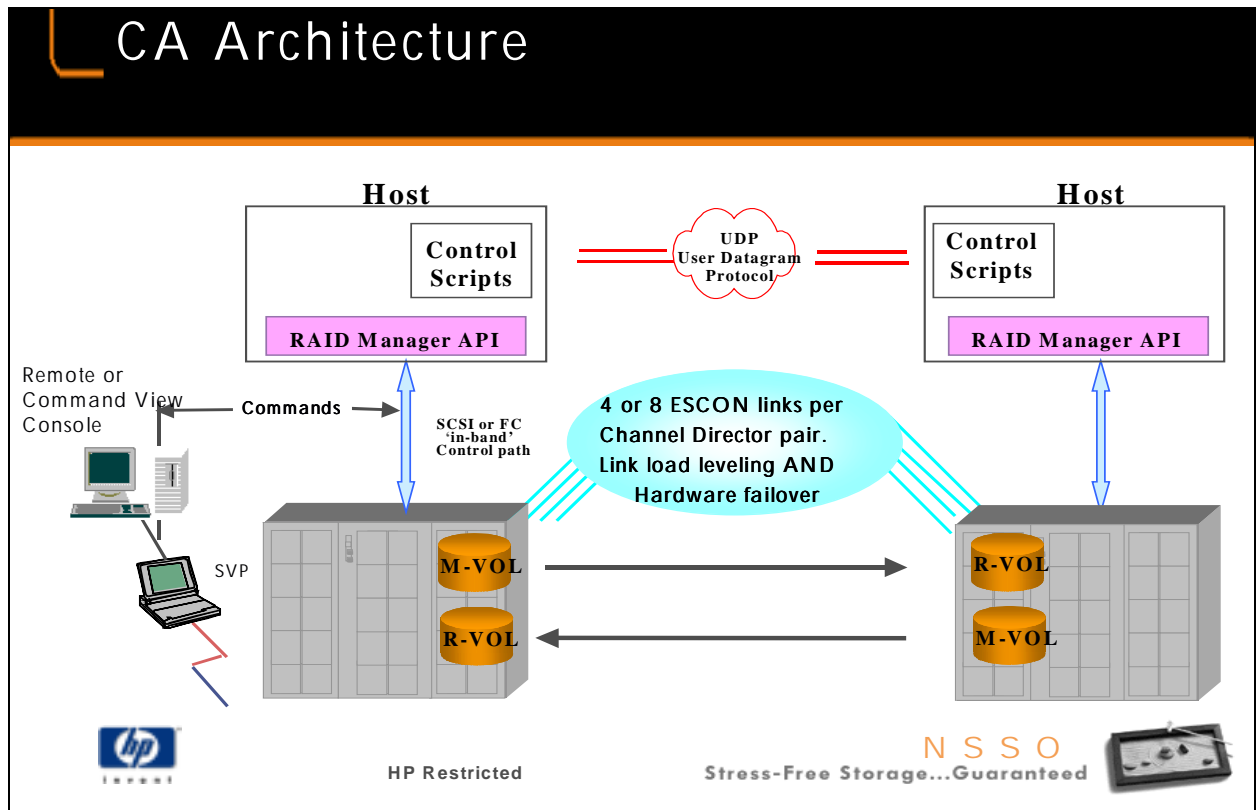 CA Architecture
Host
Host
Control
Scripts
UDP
User Datagram
Protocol
Control
Scripts
RAID Manager API
RAID Manager API
Remote or
Command View
Console
Commands
SCSI or FC
‘in-band’
Control path
4 or 8 ESCON links per
Channel Director pair.
Link load leveling AND
Hardware failover
SVP
M-VOL
R-VOL
R-VOL
M-VOL
hp
invent
HP Restricted
NSSO
Stress-Free Storage...Guaranteed